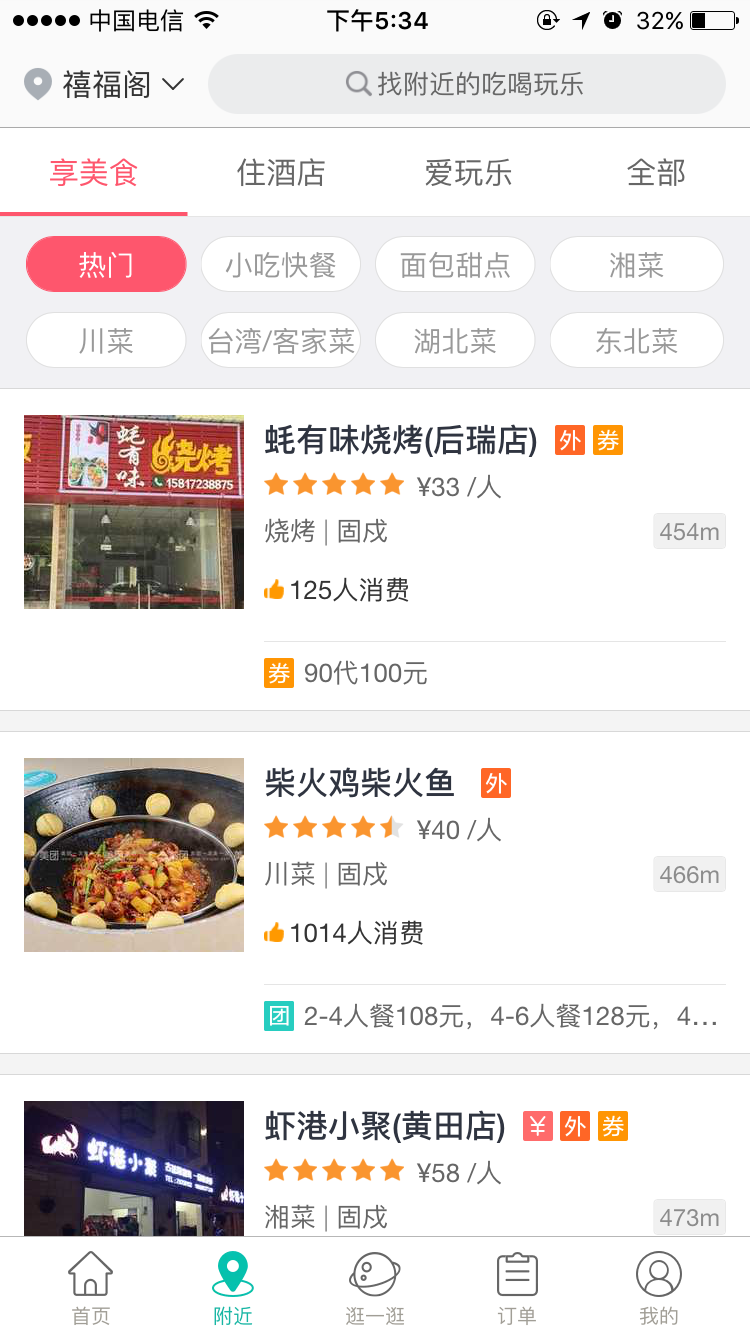 中国电信 下午5:34 32%
禧福阁 找附近的吃喝玩乐
享美食 住酒店 爱玩乐 全部
热门 小吃快餐 面包甜点 湘菜
川菜 台湾/客家菜 湖北菜 东北菜
蚝有味烧烤(后瑞店) 外 券
¥33 /人
烧烤 | 固戍 454m
125人消费
券 90代100元
蚝有味 烧烤
15817238875
柴火鸡柴火鱼 外
¥40 /人
川菜 | 固戍 466m
1014人消费
团 2-4人餐108元，4-6人餐128元，4...
美团
虾港小聚(黄田店) ¥ 外 券
¥58 /人
湘菜 | 固戍 473m
虾港小聚
首页 附近 逛一逛 订单 我的